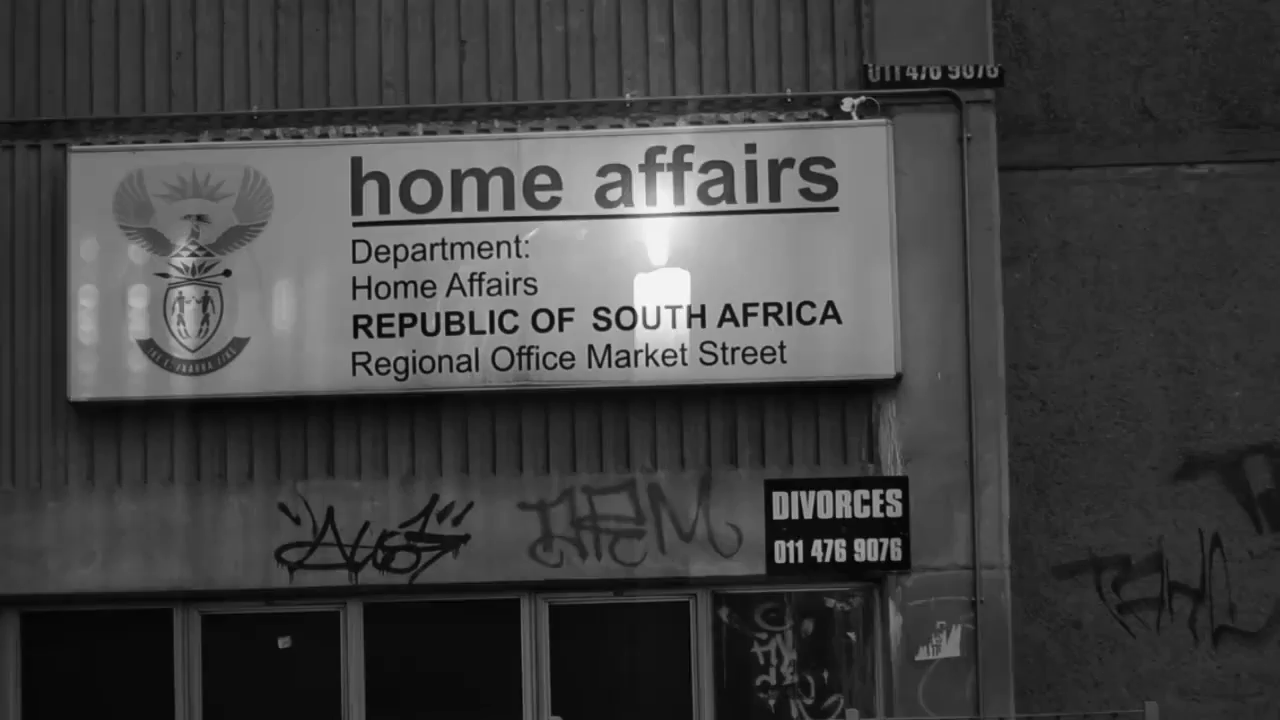 011 476 9076
home affairs
Department:
Home Affairs
REPUBLIC OF SOUTH AFRICA
Regional Office Market Street
DIVORCES
011 476 9076